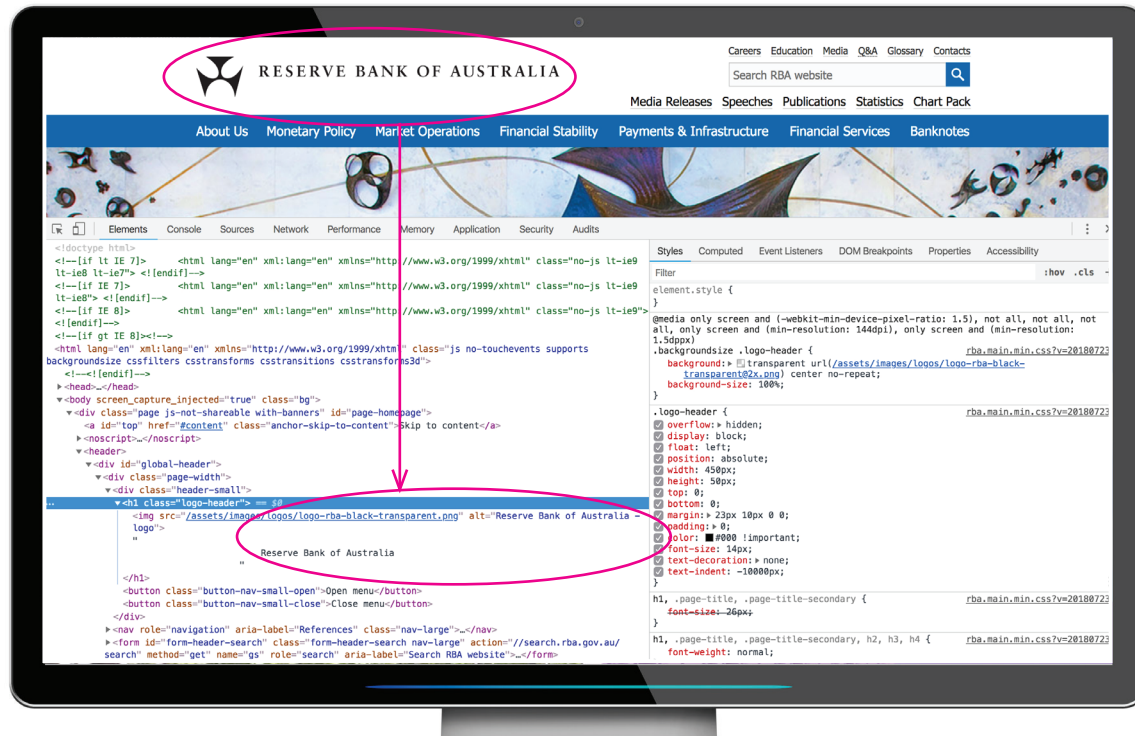 RESERVE BANK OF AUSTRALIA
Careers Education Media Q&A Glossary Contacts
Search RBA website
Media Releases Speeches Publications Statistics Chart Pack
About Us Monetary Policy Market Operations Financial Stability Payments & Infrastructure Financial Services Banknotes
Elements Console Sources Network Performance Memory Application Security Audits
<!doctype html>
<!--[if lt IE 7]> <html lang="en" xml:lang="en" xmlns="http://www.w3.org/1999/xhtml" class="no-js lt-ie9
lt-ie8 lt-ie7"> <![endif]-->
<!--[if IE 7]> <html lang="en" xml:lang="en" xmlns="http://www.w3.org/1999/xhtml" class="no-js lt-ie9
lt-ie8"> <![endif]-->
<!--[if IE 8]> <html lang="en" xml:lang="en" xmlns="http://www.w3.org/1999/xhtml" class="no-js lt-ie9">
<![endif]-->
<!--[if gt IE 8]><!-->
<html lang="en" xml:lang="en" xmlns="http://www.w3.org/1999/xhtml" class="js no-touchevents supports
backgroundsize cssfilters csstransforms csstransitions csstransforms3d">
<!--<![endif]-->
<head>…</head>
<body screen_capture_injected="true" class="bg">
<div class="page js-not-shareable with-banners" id="page-homepage">
<a id="top" href="#content" class="anchor-skip-to-content">Skip to content</a>
<noscript>…</noscript>
<header>
<div id="global-header">
<div class="page-width">
<div class="header-small">
… <h1 class="logo-header"> == $0
<img src="/assets/images/logos/logo-rba-black-transparent.png" alt="Reserve Bank of Australia -
logo">
"
Reserve Bank of Australia
"
</h1>
<button class="button-nav-small-open">Open menu</button>
<button class="button-nav-small-close">Close menu</button>
</div>
<nav role="navigation" aria-label="References" class="nav-large">…</nav>
<form id="form-header-search" class="form-header-search nav-large" action="//search.rba.gov.au/
search" method="get" name="gs" role="search" aria-label="Search RBA website">…</form>
Styles Computed Event Listeners DOM Breakpoints Properties Accessibility
Filter :hov .cls
element.style {
}
@media only screen and (-webkit-min-device-pixel-ratio: 1.5), not all, not all, not
all, only screen and (min-resolution: 144dpi), only screen and (min-resolution:
1.5dppx)
.backgroundsize .logo-header { rba.main.min.css?v=20180723
background: transparent url(/assets/images/logos/logo-rba-black-
transparent@2x.png) center no-repeat;
background-size: 100%;
}
.logo-header { rba.main.min.css?v=20180723
overflow: hidden;
display: block;
float: left;
position: absolute;
width: 450px;
height: 50px;
top: 0;
bottom: 0;
margin: 23px 10px 0 0;
padding: 0;
color: #000 !important;
font-size: 14px;
text-decoration: none;
text-indent: -10000px;
}
h1, .page-title, .page-title-secondary { rba.main.min.css?v=20180723
font-size: 26px;
}
h1, .page-title, .page-title-secondary, h2, h3, h4 { rba.main.min.css?v=20180723
font-weight: normal;